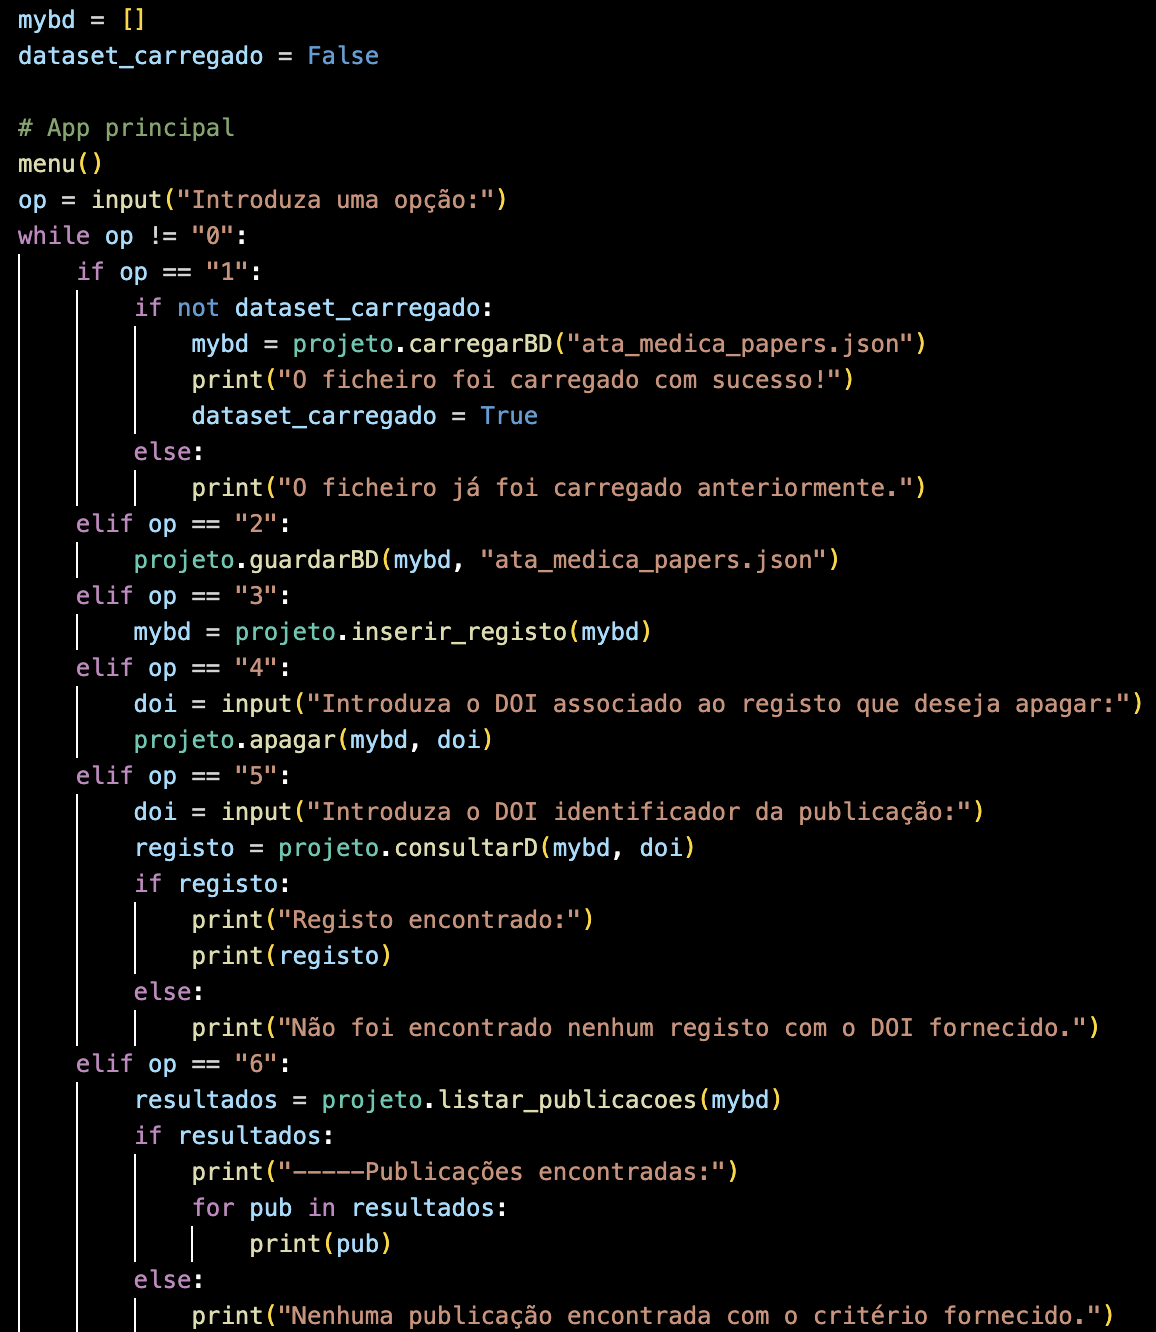 mybd = []
dataset_carregado = False
# App principal
menu()
op = input("Introduza uma opção:")
while op != "0":
    if op == "1":
        if not dataset_carregado:
            mybd = projeto.carregarBD("ata_medica_papers.json")
            print("O ficheiro foi carregado com sucesso!")
            dataset_carregado = True
        else:
            print("O ficheiro já foi carregado anteriormente.")
    elif op == "2":
        projeto.guardarBD(mybd, "ata_medica_papers.json")
    elif op == "3":
        mybd = projeto.inserir_registo(mybd)
    elif op == "4":
        doi = input("Introduza o DOI associado ao registo que deseja apagar:")
        projeto.apagar(mybd, doi)
    elif op == "5":
        doi = input("Introduza o DOI identificador da publicação:")
        registo = projeto.consultarD(mybd, doi)
        if registo:
            print("Registo encontrado:")
            print(registo)
        else:
            print("Não foi encontrado nenhum registo com o DOI fornecido.")
    elif op == "6":
        resultados = projeto.listar_publicacoes(mybd)
        if resultados:
            print("-----Publicações encontradas:")
            for pub in resultados:
                print(pub)
        else:
            print("Nenhuma publicação encontrada com o critério fornecido.")